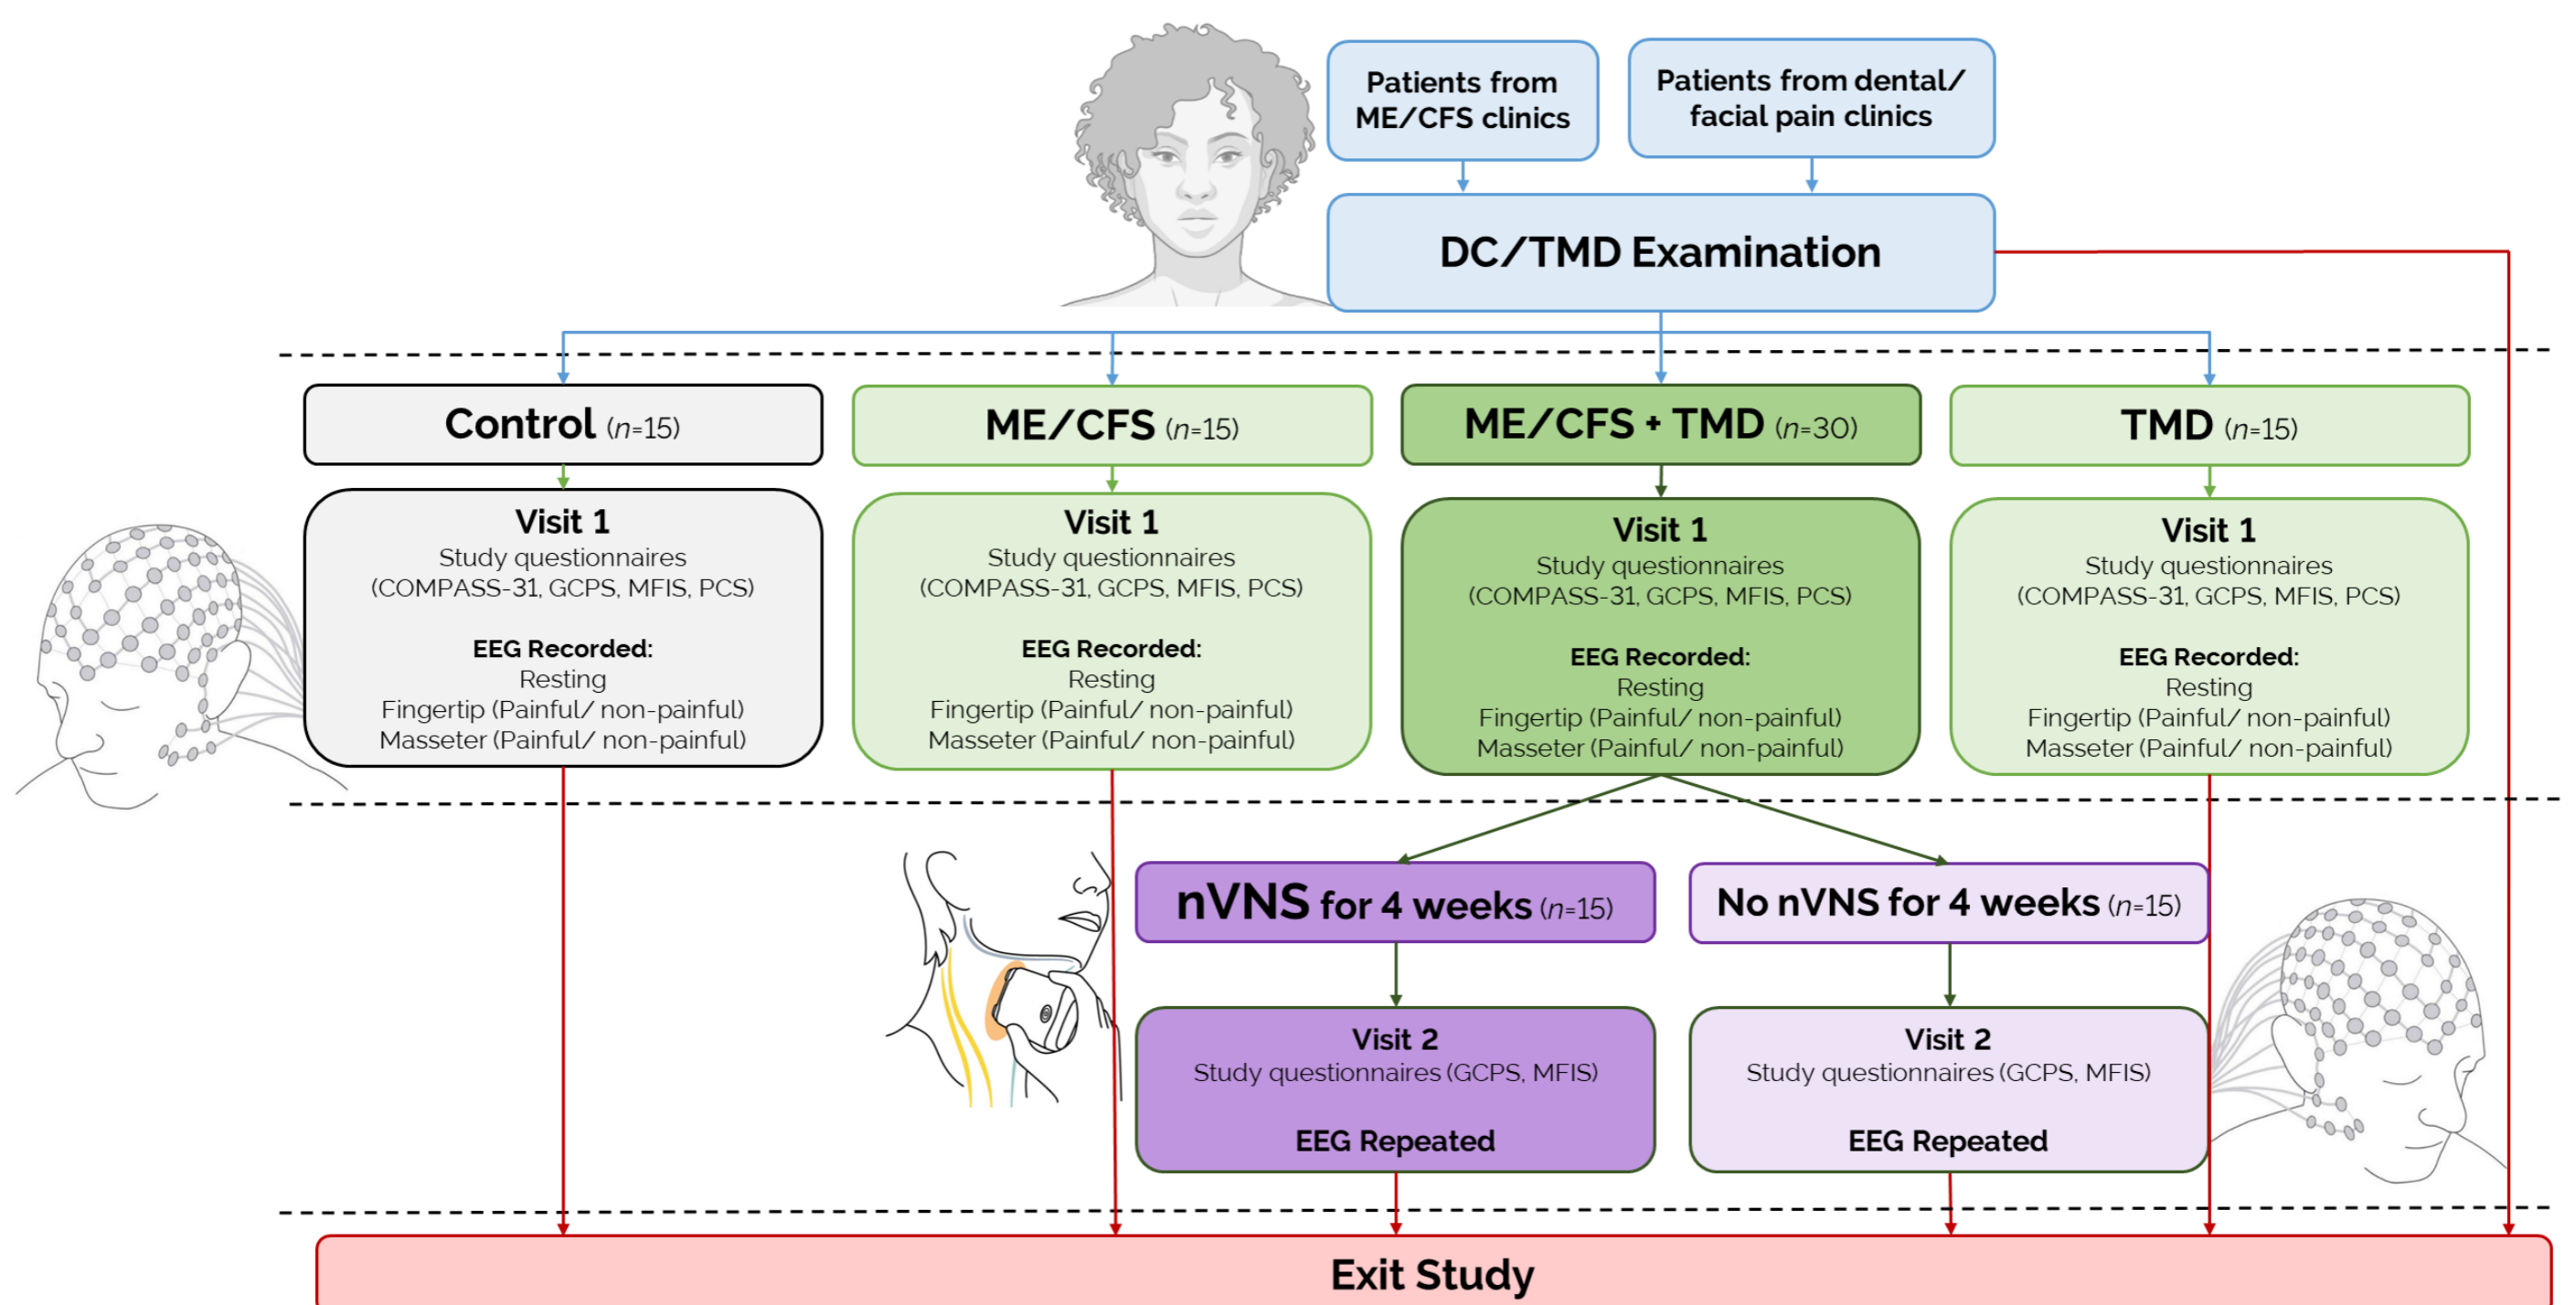 Patients from
ME/CFS clinics
Patients from dental/
facial pain clinics
DC/TMD Examination
Control (n=15)
ME/CFS (n=15)
ME/CFS + TMD (n=30)
TMD (n=15)
Visit 1
Study questionnaires
(COMPASS-31, GCPS, MFIS, PCS)
EEG Recorded:
Resting
Fingertip (Painful/ non-painful)
Masseter (Painful/ non-painful)
Visit 1
Study questionnaires
(COMPASS-31, GCPS, MFIS, PCS)
EEG Recorded:
Resting
Fingertip (Painful/ non-painful)
Masseter (Painful/ non-painful)
Visit 1
Study questionnaires
(COMPASS-31, GCPS, MFIS, PCS)
EEG Recorded:
Resting
Fingertip (Painful/ non-painful)
Masseter (Painful/ non-painful)
Visit 1
Study questionnaires
(COMPASS-31, GCPS, MFIS, PCS)
EEG Recorded:
Resting
Fingertip (Painful/ non-painful)
Masseter (Painful/ non-painful)
nVNS for 4 weeks (n=15)
No nVNS for 4 weeks (n=15)
Visit 2
Study questionnaires (GCPS, MFIS)
EEG Repeated
Visit 2
Study questionnaires (GCPS, MFIS)
EEG Repeated
Exit Study